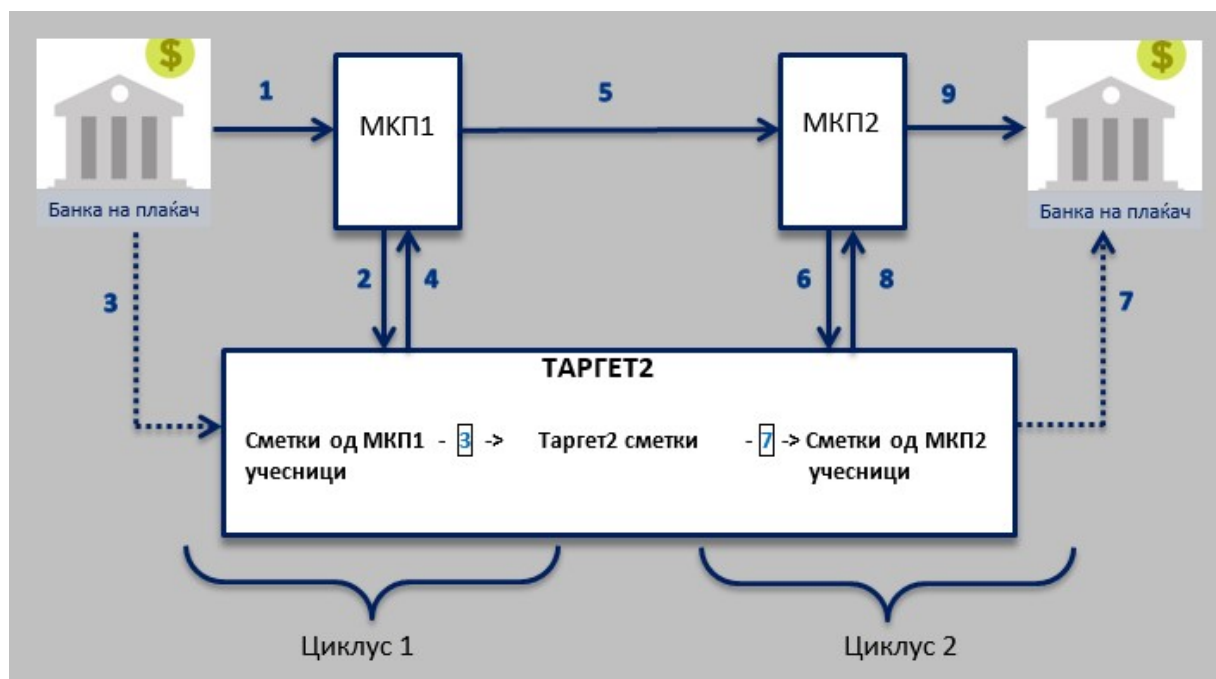 $
$
1
МКП1
5
МКП2
9
Банка на плаќач
Банка на плаќач
2
4
6
8
3
7
ТАРГЕТ2
Сметки од МКП1 - 3 -> Таргет2 сметки - 7 -> Сметки од МКП2
учесници учесници
Циклус 1
Циклус 2